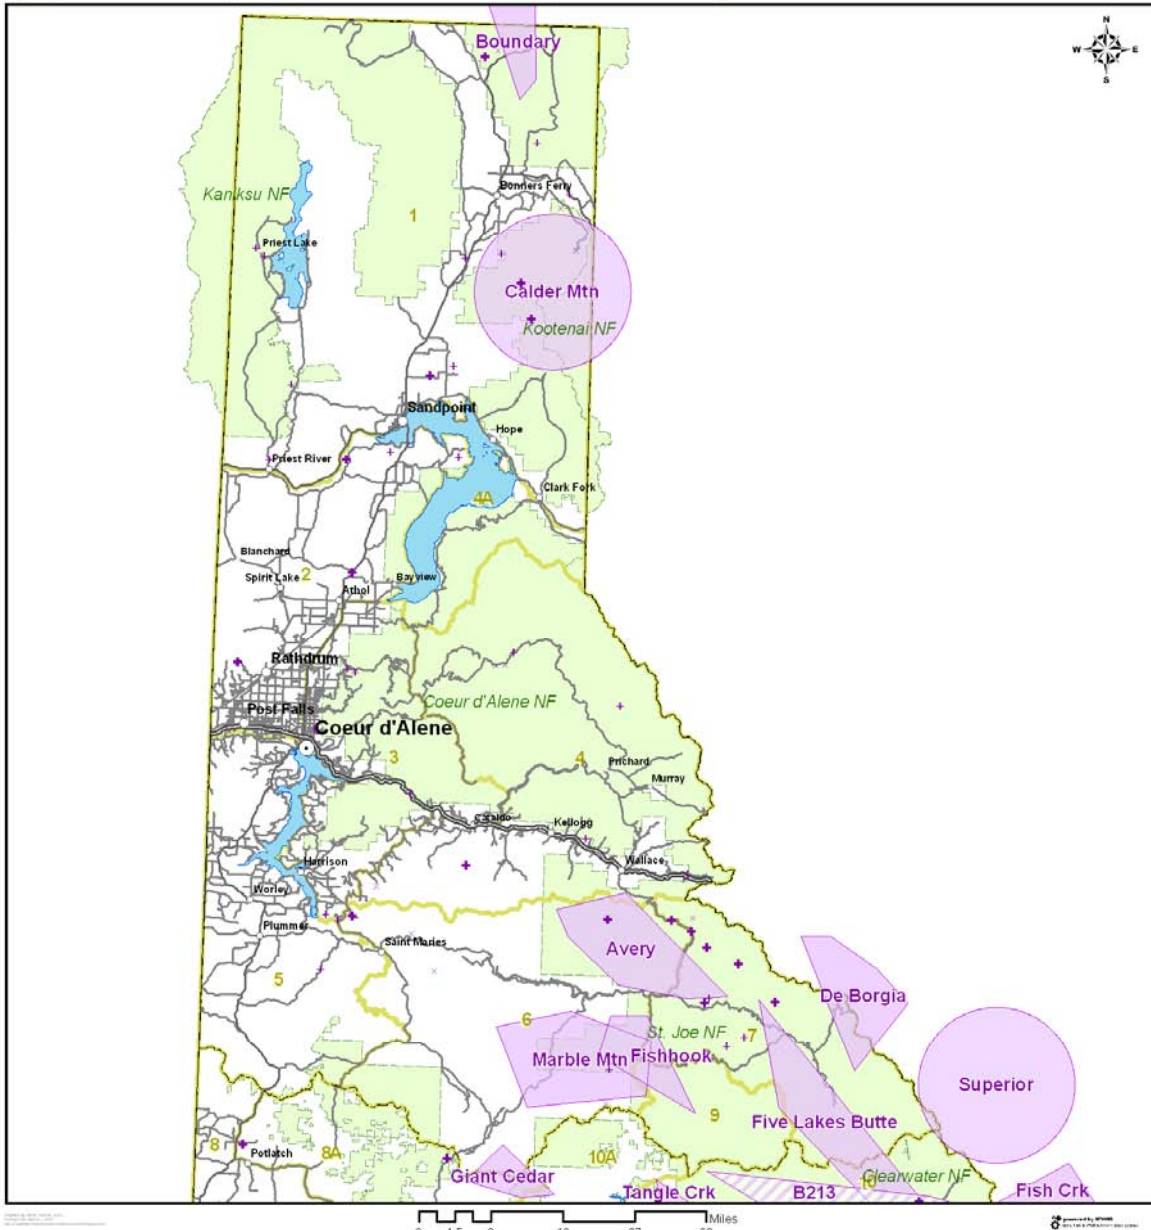 Boundary
N
W E
S
Bonners Ferry
Kaniksu NF
1
Priest Lake
Calder Mtn
Kootenai NF
Sandpoint
Hope
Priest River
Clark Fork
4A
Blanchard
Spirit Lake
2
Bayview
Athol
Rathdrum
Coeur d'Alene NF
Post Falls
Coeur d'Alene
3
4
Prichard
Murray
Kellogg
Wallace
Harrison
Worley
Plummer
Saint Maries
Avery
5
De Borgia
6
St. Joe NF
7
Marble Mtn
Fishhook
Superior
9
Five Lakes Butte
8
Potlatch
8A
10A
Giant Cedar
Clearwater NF
Tangle Crk
B213
10
Fish Crk
Miles